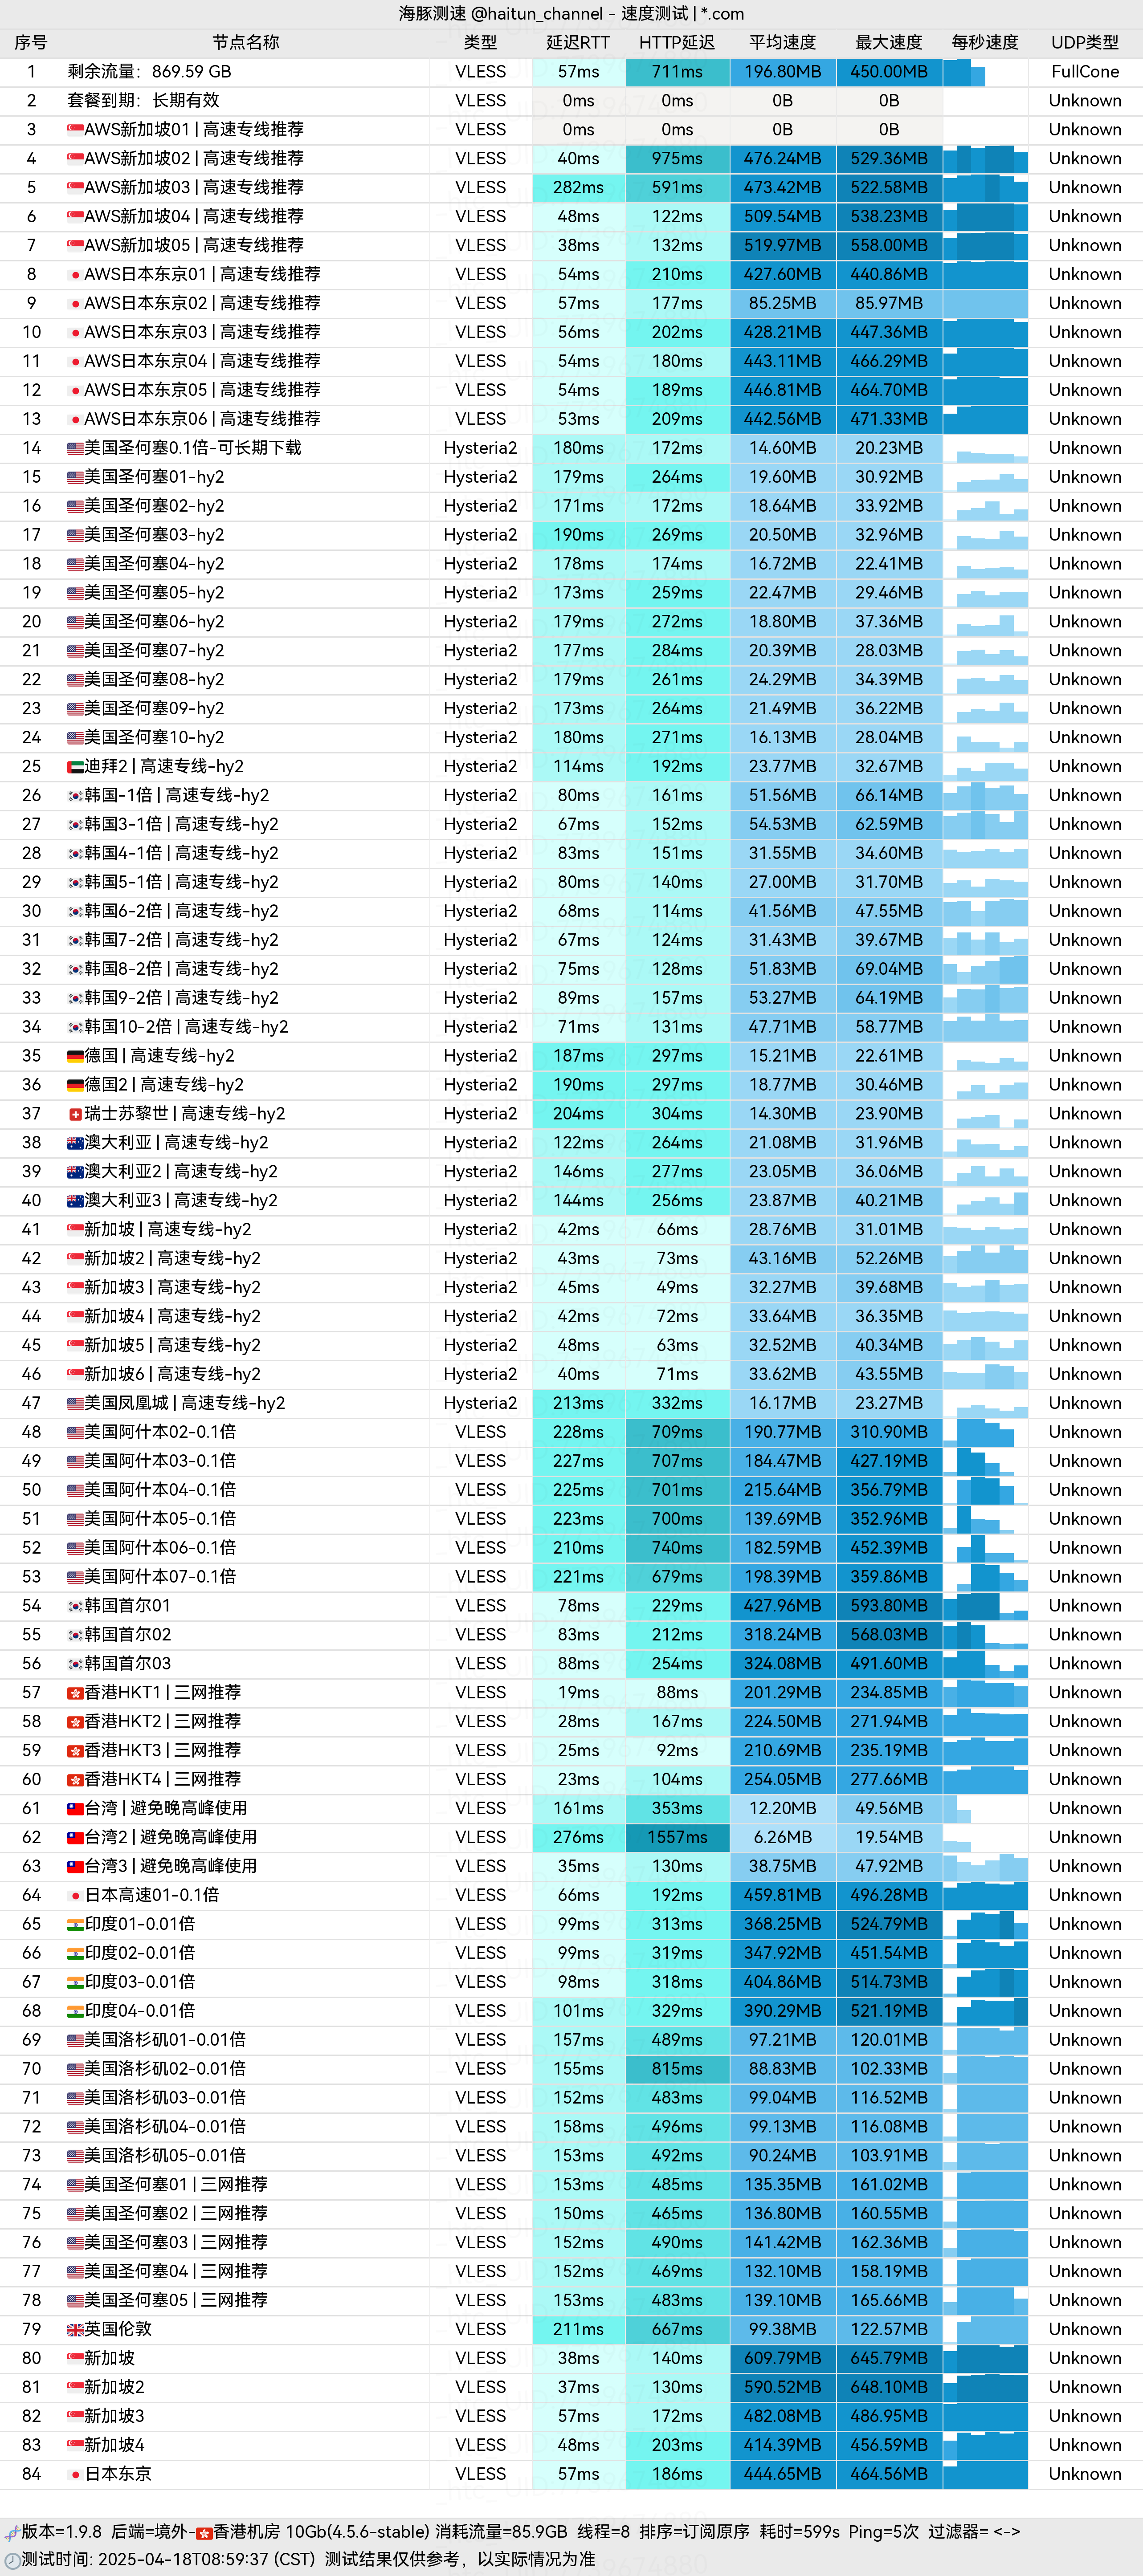 海豚测速 @haitun_channel - 速度测试 | *.com
序号 节点名称 类型 延迟RTT HTTP延迟 平均速度 最大速度 每秒速度 UDP类型
1 剩余流量：869.59 GB VLESS 57ms 711ms 196.80MB 450.00MB FullCone
2 套餐到期：长期有效 VLESS 0ms 0ms 0B 0B Unknown
3 AWS新加坡01 | 高速专线推荐 VLESS 0ms 0ms 0B 0B Unknown
4 AWS新加坡02 | 高速专线推荐 VLESS 40ms 975ms 476.24MB 529.36MB Unknown
5 AWS新加坡03 | 高速专线推荐 VLESS 282ms 591ms 473.42MB 522.58MB Unknown
6 AWS新加坡04 | 高速专线推荐 VLESS 48ms 122ms 509.54MB 538.23MB Unknown
7 AWS新加坡05 | 高速专线推荐 VLESS 38ms 132ms 519.97MB 558.00MB Unknown
8 AWS日本东京01 | 高速专线推荐 VLESS 54ms 210ms 427.60MB 440.86MB Unknown
9 AWS日本东京02 | 高速专线推荐 VLESS 57ms 177ms 85.25MB 85.97MB Unknown
10 AWS日本东京03 | 高速专线推荐 VLESS 56ms 202ms 428.21MB 447.36MB Unknown
11 AWS日本东京04 | 高速专线推荐 VLESS 54ms 180ms 443.11MB 466.29MB Unknown
12 AWS日本东京05 | 高速专线推荐 VLESS 54ms 189ms 446.81MB 464.70MB Unknown
13 AWS日本东京06 | 高速专线推荐 VLESS 53ms 209ms 442.56MB 471.33MB Unknown
14 美国圣何塞0.1倍-可长期下载 Hysteria2 180ms 172ms 14.60MB 20.23MB Unknown
15 美国圣何塞01-hy2 Hysteria2 179ms 264ms 19.60MB 30.92MB Unknown
16 美国圣何塞02-hy2 Hysteria2 171ms 172ms 18.64MB 33.92MB Unknown
17 美国圣何塞03-hy2 Hysteria2 190ms 269ms 20.50MB 32.96MB Unknown
18 美国圣何塞04-hy2 Hysteria2 178ms 174ms 16.72MB 22.41MB Unknown
19 美国圣何塞05-hy2 Hysteria2 173ms 259ms 22.47MB 29.46MB Unknown
20 美国圣何塞06-hy2 Hysteria2 179ms 272ms 18.80MB 37.36MB Unknown
21 美国圣何塞07-hy2 Hysteria2 177ms 284ms 20.39MB 28.03MB Unknown
22 美国圣何塞08-hy2 Hysteria2 179ms 261ms 24.29MB 34.39MB Unknown
23 美国圣何塞09-hy2 Hysteria2 173ms 264ms 21.49MB 36.22MB Unknown
24 美国圣何塞10-hy2 Hysteria2 180ms 271ms 16.13MB 28.04MB Unknown
25 迪拜2 | 高速专线-hy2 Hysteria2 114ms 192ms 23.77MB 32.67MB Unknown
26 韩国-1倍 | 高速专线-hy2 Hysteria2 80ms 161ms 51.56MB 66.14MB Unknown
27 韩国3-1倍 | 高速专线-hy2 Hysteria2 67ms 152ms 54.53MB 62.59MB Unknown
28 韩国4-1倍 | 高速专线-hy2 Hysteria2 83ms 151ms 31.55MB 34.60MB Unknown
29 韩国5-1倍 | 高速专线-hy2 Hysteria2 80ms 140ms 27.00MB 31.70MB Unknown
30 韩国6-2倍 | 高速专线-hy2 Hysteria2 68ms 114ms 41.56MB 47.55MB Unknown
31 韩国7-2倍 | 高速专线-hy2 Hysteria2 67ms 124ms 31.43MB 39.67MB Unknown
32 韩国8-2倍 | 高速专线-hy2 Hysteria2 75ms 128ms 51.83MB 69.04MB Unknown
33 韩国9-2倍 | 高速专线-hy2 Hysteria2 89ms 157ms 53.27MB 64.19MB Unknown
34 韩国10-2倍 | 高速专线-hy2 Hysteria2 71ms 131ms 47.71MB 58.77MB Unknown
35 德国 | 高速专线-hy2 Hysteria2 187ms 297ms 15.21MB 22.61MB Unknown
36 德国2 | 高速专线-hy2 Hysteria2 190ms 297ms 18.77MB 30.46MB Unknown
37 瑞士苏黎世 | 高速专线-hy2 Hysteria2 204ms 304ms 14.30MB 23.90MB Unknown
38 澳大利亚 | 高速专线-hy2 Hysteria2 122ms 264ms 21.08MB 31.96MB Unknown
39 澳大利亚2 | 高速专线-hy2 Hysteria2 146ms 277ms 23.05MB 36.06MB Unknown
40 澳大利亚3 | 高速专线-hy2 Hysteria2 144ms 256ms 23.87MB 40.21MB Unknown
41 新加坡 | 高速专线-hy2 Hysteria2 42ms 66ms 28.76MB 31.01MB Unknown
42 新加坡2 | 高速专线-hy2 Hysteria2 43ms 73ms 43.16MB 52.26MB Unknown
43 新加坡3 | 高速专线-hy2 Hysteria2 45ms 49ms 32.27MB 39.68MB Unknown
44 新加坡4 | 高速专线-hy2 Hysteria2 42ms 72ms 33.64MB 36.35MB Unknown
45 新加坡5 | 高速专线-hy2 Hysteria2 48ms 63ms 32.52MB 40.34MB Unknown
46 新加坡6 | 高速专线-hy2 Hysteria2 40ms 71ms 33.62MB 43.55MB Unknown
47 美国凤凰城 | 高速专线-hy2 Hysteria2 213ms 332ms 16.17MB 23.27MB Unknown
48 美国阿什本02-0.1倍 VLESS 228ms 709ms 190.77MB 310.90MB Unknown
49 美国阿什本03-0.1倍 VLESS 227ms 707ms 184.47MB 427.19MB Unknown
50 美国阿什本04-0.1倍 VLESS 225ms 701ms 215.64MB 356.79MB Unknown
51 美国阿什本05-0.1倍 VLESS 223ms 700ms 139.69MB 352.96MB Unknown
52 美国阿什本06-0.1倍 VLESS 210ms 740ms 182.59MB 452.39MB Unknown
53 美国阿什本07-0.1倍 VLESS 221ms 679ms 198.39MB 359.86MB Unknown
54 韩国首尔01 VLESS 78ms 229ms 427.96MB 593.80MB Unknown
55 韩国首尔02 VLESS 83ms 212ms 318.24MB 568.03MB Unknown
56 韩国首尔03 VLESS 88ms 254ms 324.08MB 491.60MB Unknown
57 香港HKT1 | 三网推荐 VLESS 19ms 88ms 201.29MB 234.85MB Unknown
58 香港HKT2 | 三网推荐 VLESS 28ms 167ms 224.50MB 271.94MB Unknown
59 香港HKT3 | 三网推荐 VLESS 25ms 92ms 210.69MB 235.19MB Unknown
60 香港HKT4 | 三网推荐 VLESS 23ms 104ms 254.05MB 277.66MB Unknown
61 台湾 | 避免晚高峰使用 VLESS 161ms 353ms 12.20MB 49.56MB Unknown
62 台湾2 | 避免晚高峰使用 VLESS 276ms 1557ms 6.26MB 19.54MB Unknown
63 台湾3 | 避免晚高峰使用 VLESS 35ms 130ms 38.75MB 47.92MB Unknown
64 日本高速01-0.1倍 VLESS 66ms 192ms 459.81MB 496.28MB Unknown
65 印度01-0.01倍 VLESS 99ms 313ms 368.25MB 524.79MB Unknown
66 印度02-0.01倍 VLESS 99ms 319ms 347.92MB 451.54MB Unknown
67 印度03-0.01倍 VLESS 98ms 318ms 404.86MB 514.73MB Unknown
68 印度04-0.01倍 VLESS 101ms 329ms 390.29MB 521.19MB Unknown
69 美国洛杉矶01-0.01倍 VLESS 157ms 489ms 97.21MB 120.01MB Unknown
70 美国洛杉矶02-0.01倍 VLESS 155ms 815ms 88.83MB 102.33MB Unknown
71 美国洛杉矶03-0.01倍 VLESS 152ms 483ms 99.04MB 116.52MB Unknown
72 美国洛杉矶04-0.01倍 VLESS 158ms 496ms 99.13MB 116.08MB Unknown
73 美国洛杉矶05-0.01倍 VLESS 153ms 492ms 90.24MB 103.91MB Unknown
74 美国圣何塞01 | 三网推荐 VLESS 153ms 485ms 135.35MB 161.02MB Unknown
75 美国圣何塞02 | 三网推荐 VLESS 150ms 465ms 136.80MB 160.55MB Unknown
76 美国圣何塞03 | 三网推荐 VLESS 152ms 490ms 141.42MB 162.36MB Unknown
77 美国圣何塞04 | 三网推荐 VLESS 152ms 469ms 132.10MB 158.19MB Unknown
78 美国圣何塞05 | 三网推荐 VLESS 153ms 483ms 139.10MB 165.66MB Unknown
79 英国伦敦 VLESS 211ms 667ms 99.38MB 122.57MB Unknown
80 新加坡 VLESS 38ms 140ms 609.79MB 645.79MB Unknown
81 新加坡2 VLESS 37ms 130ms 590.52MB 648.10MB Unknown
82 新加坡3 VLESS 57ms 172ms 482.08MB 486.95MB Unknown
83 新加坡4 VLESS 48ms 203ms 414.39MB 456.59MB Unknown
84 日本东京 VLESS 57ms 186ms 444.65MB 464.56MB Unknown
版本=1.9.8 后端=境外-香港机房 10Gb(4.5.6-stable) 消耗流量=85.9GB 线程=8 排序=订阅原序 耗时=599s Ping=5次 过滤器= <->
测试时间: 2025-04-18T08:59:37 (CST) 测试结果仅供参考，以实际情况为准